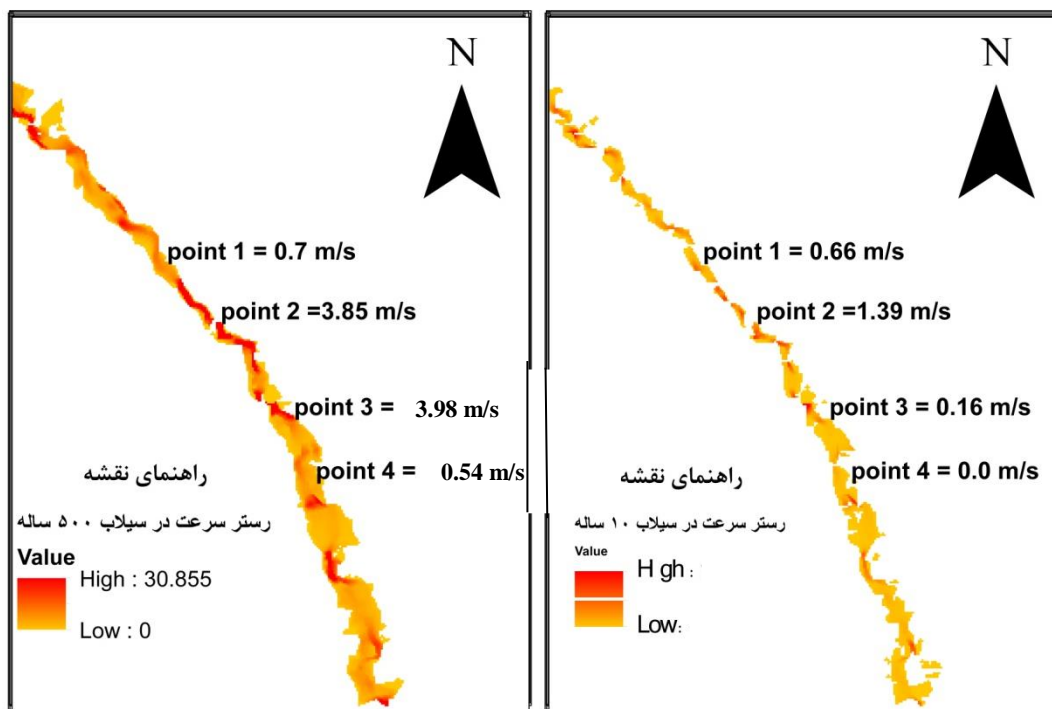 N
point 1 = 0.7 m/s
point 2 =3.85 m/s
point 3 = 3.98 m/s
point 4 = 0.54 m/s
راهنمای نقشه
رستر سرعت در سیلاب ۵۰۰ ساله
Value
High : 30.855
Low : 0
N
point 1 = 0.66 m/s
point 2 =1.39 m/s
point 3 = 0.16 m/s
point 4 = 0.0 m/s
راهنمای نقشه
رستر سرعت در سیلاب ۱۰ ساله
Value
H gh :
Low: